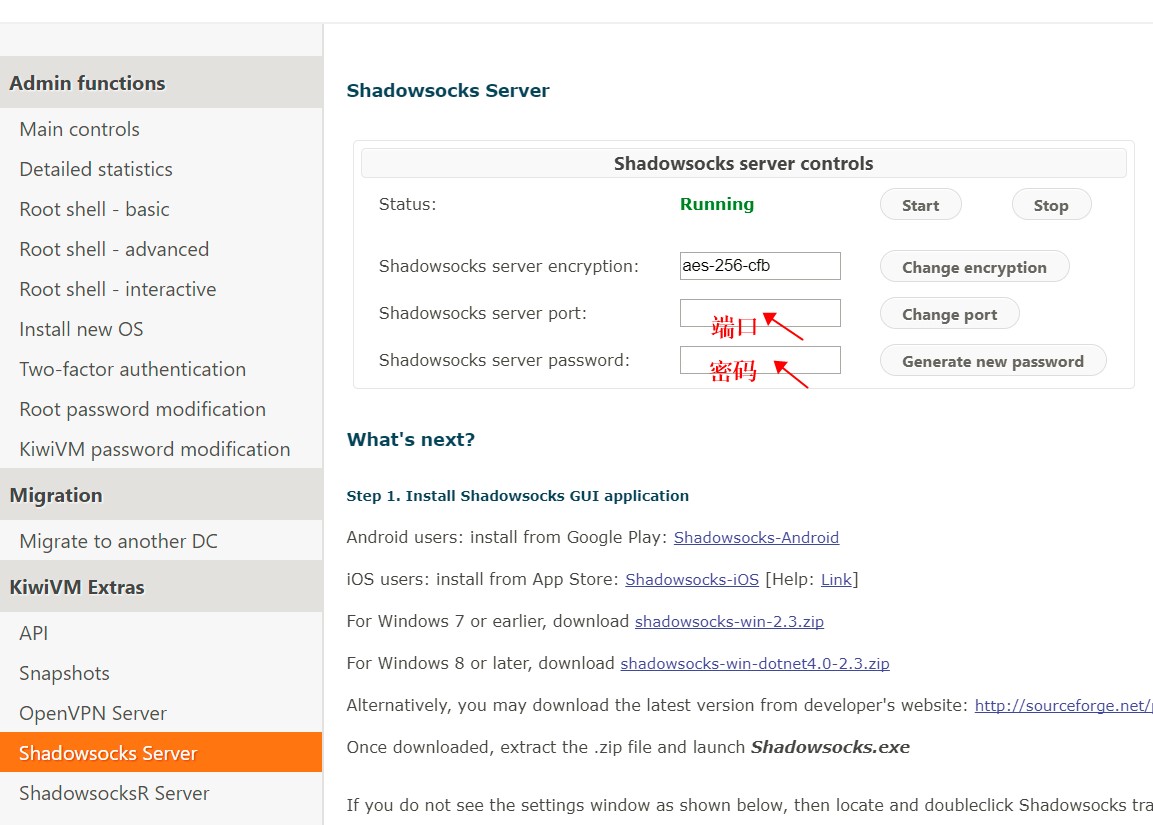 Admin functions
Main controls
Detailed statistics
Root shell - basic
Root shell - advanced
Root shell - interactive
Install new OS
Two-factor authentication
Root password modification
KiwiVM password modification
Migration
Migrate to another DC
KiwiVM Extras
API
Snapshots
OpenVPN Server
Shadowsocks Server
ShadowsocksR Server
Shadowsocks Server
Shadowsocks server controls
Status: Running Start Stop
Shadowsocks server encryption: aes-256-cfb Change encryption
Shadowsocks server port: 端口 Change port
Shadowsocks server password: 密码 Generate new password
What's next?
Step 1. Install Shadowsocks GUI application
Android users: install from Google Play: Shadowsocks-Android
iOS users: install from App Store: Shadowsocks-iOS [Help: Link]
For Windows 7 or earlier, download shadowsocks-win-2.3.zip
For Windows 8 or later, download shadowsocks-win-dotnet4.0-2.3.zip
Alternatively, you may download the latest version from developer's website: http://sourceforge.net/
Once downloaded, extract the .zip file and launch Shadowsocks.exe
If you do not see the settings window as shown below, then locate and doubleclick Shadowsocks tra